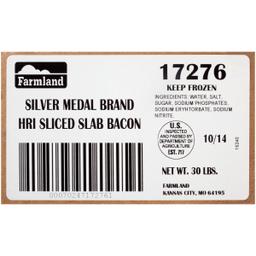 Farmland
SILVER MEDAL BRAND
HRI SLICED SLAB BACON
00070247172761
17276
KEEP FROZEN
INGREDIENTS: WATER, SALT,
SUGAR, SODIUM PHOSPHATES,
SODIUM ERYHTORBATE, SODIUM
NITRITE.
U.S.
INSPECTED
AND PASSED BY
DEPARTMENT OF
AGRICULTURE
EST. 717
10/14
NET WT. 30 LBS.
FARMLAND
KANSAS CITY, MO 64195